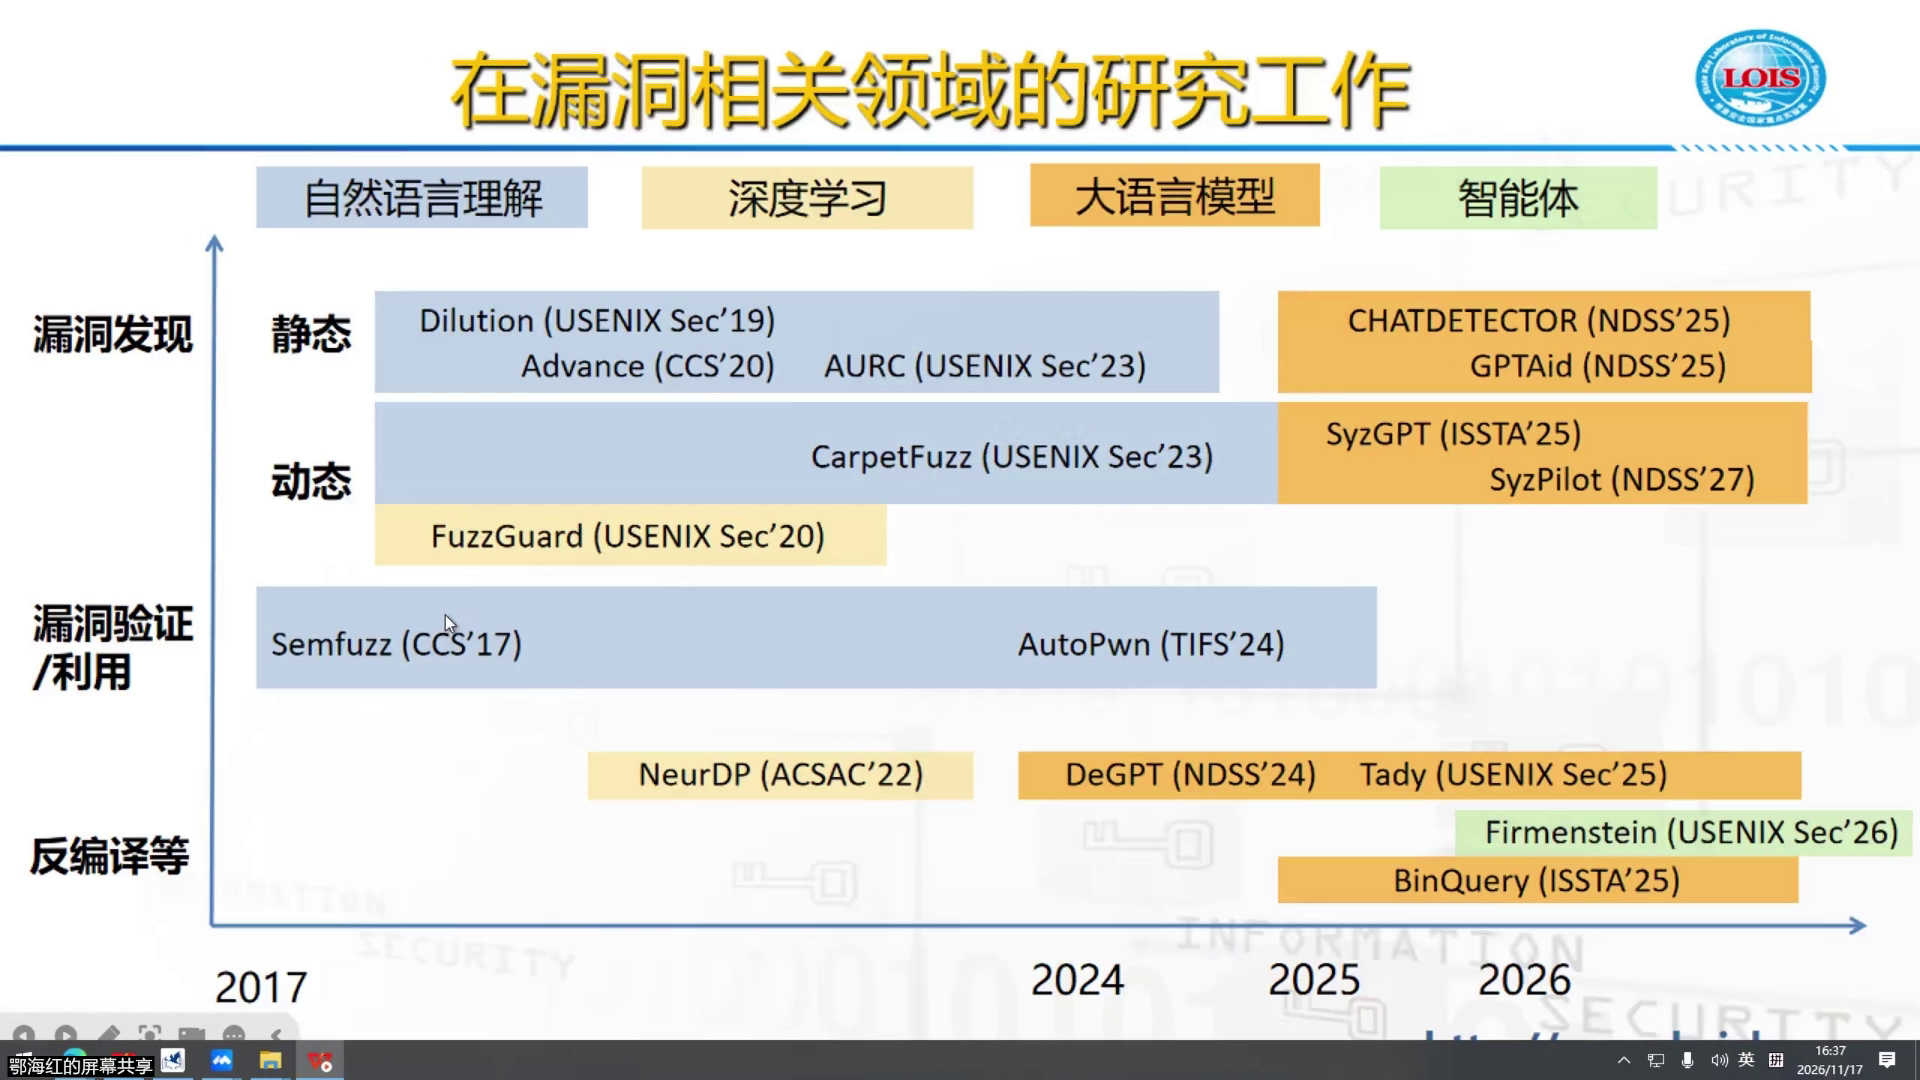 在漏洞相关领域的研究工作
LOIS
自然语言理解
深度学习
大语言模型
智能体
漏洞发现
静态
Dilution (USENIX Sec’19)
Advance (CCS’20)
AURC (USENIX Sec’23)
CHATDETECTOR (NDSS’25)
GPTAid (NDSS’25)
动态
CarpetFuzz (USENIX Sec’23)
SyzGPT (ISSTA’25)
SyzPilot (NDSS’27)
FuzzGuard (USENIX Sec’20)
漏洞验证
/利用
Semfuzz (CCS’17)
AutoPwn (TIFS’24)
反编译等
NeurDP (ACSAC’22)
DeGPT (NDSS’24)
Tady (USENIX Sec’25)
Firmenstein (USENIX Sec’26)
BinQuery (ISSTA’25)
INFORMATION
SECURITY
2017
2024
2025
2026
SECURITY
鄂海红的屏幕共享
英
拼
16:37
2026/11/17